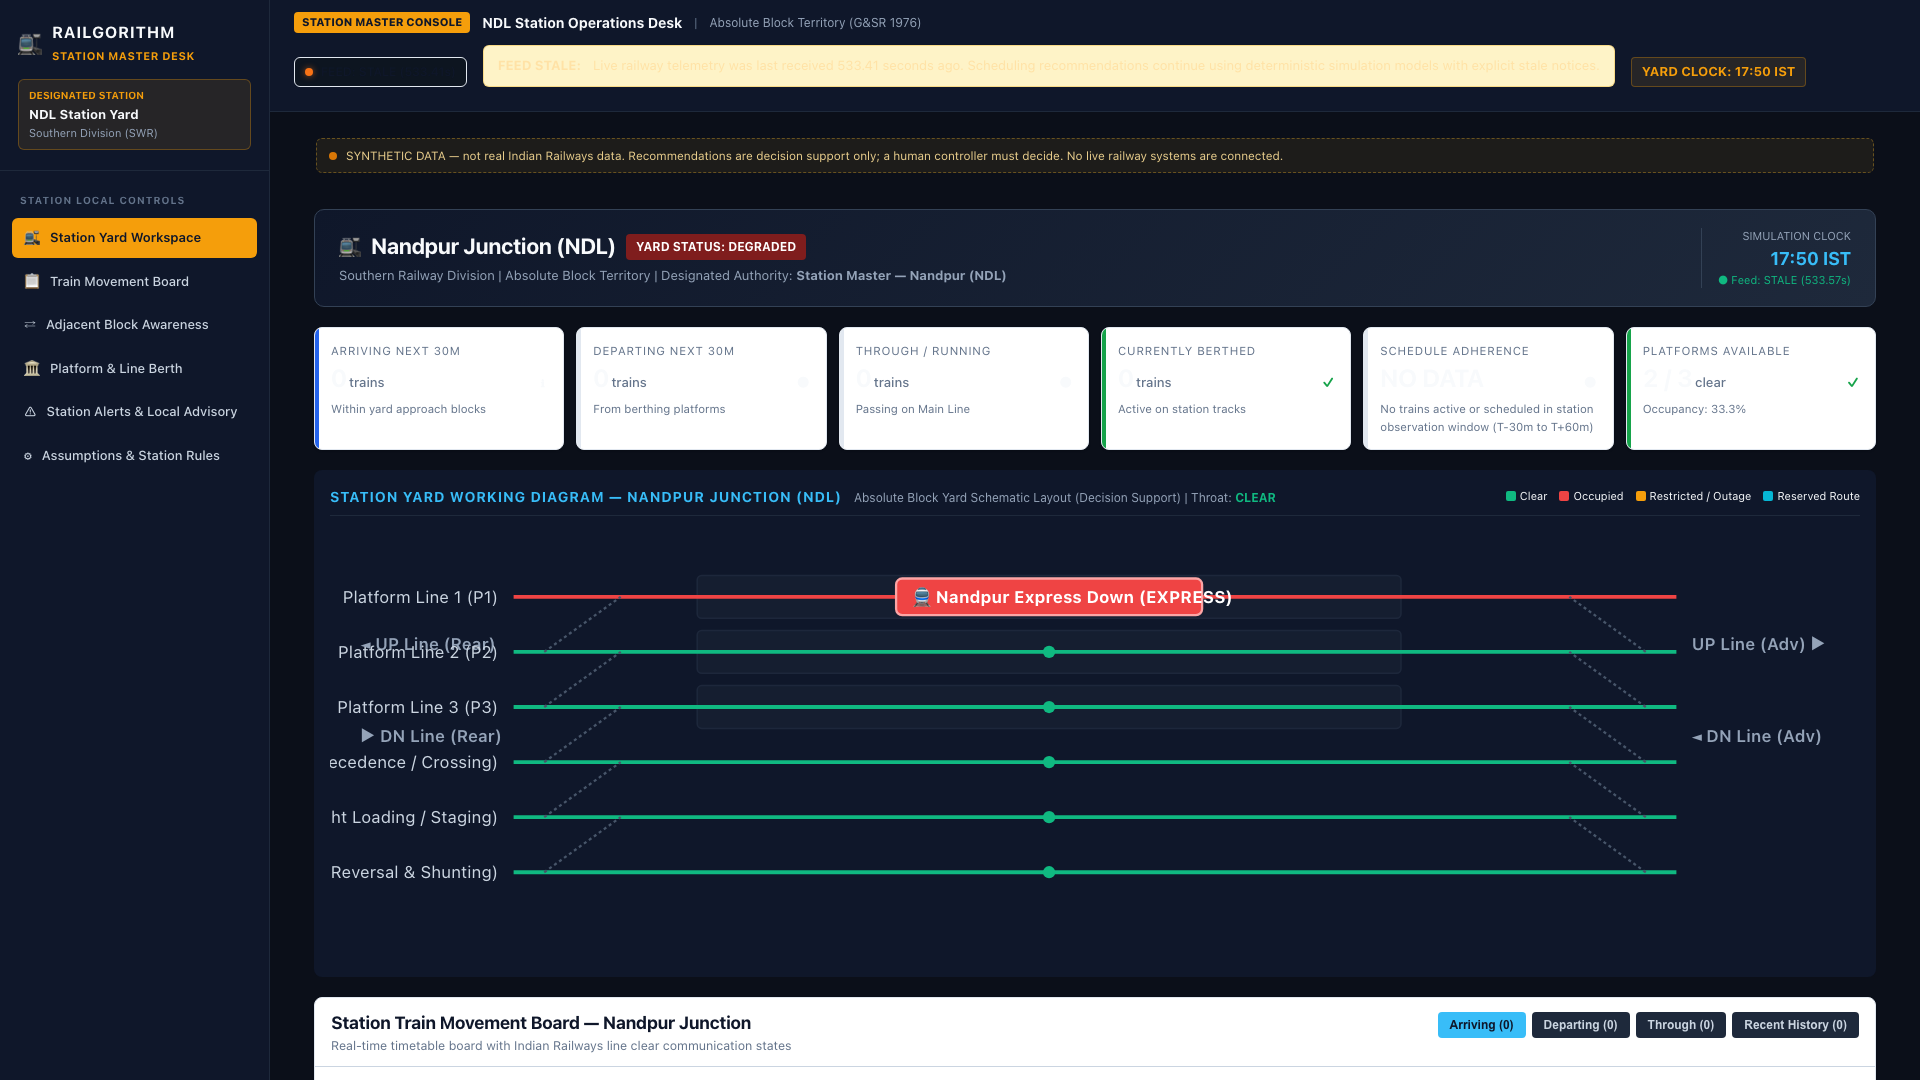 RAILGORITHM
STATION MASTER DESK
DESIGNATED STATION
NDL Station Yard
Southern Division (SWR)
STATION LOCAL CONTROLS
Station Yard Workspace
Train Movement Board
Adjacent Block Awareness
Platform & Line Berth
Station Alerts & Local Advisory
Assumptions & Station Rules
STATION MASTER CONSOLE NDL Station Operations Desk | Absolute Block Territory (G&SR 1976)
FEED STALE: Live railway telemetry was last received 533.41 seconds ago. Scheduling recommendations continue using deterministic simulation models with explicit stale notices.
YARD CLOCK: 17:50 IST
SYNTHETIC DATA — not real Indian Railways data. Recommendations are decision support only; a human controller must decide. No live railway systems are connected.
Nandpur Junction (NDL) YARD STATUS: DEGRADED
Southern Railway Division | Absolute Block Territory | Designated Authority: Station Master — Nandpur (NDL)
SIMULATION CLOCK
17:50 IST
Feed: STALE (533.57s)
ARRIVING NEXT 30M
0 trains
Within yard approach blocks
DEPARTING NEXT 30M
0 trains
From berthing platforms
THROUGH / RUNNING
0 trains
Passing on Main Line
CURRENTLY BERTHED
0 trains ✓
Active on station tracks
SCHEDULE ADHERENCE
NO DATA
No trains active or scheduled in station
observation window (T-30m to T+60m)
PLATFORMS AVAILABLE
2 / 3 clear ✓
Occupancy: 33.3%
STATION YARD WORKING DIAGRAM — NANDPUR JUNCTION (NDL) Absolute Block Yard Schematic Layout (Decision Support) | Throat: CLEAR
Clear Occupied Restricted / Outage Reserved Route
Platform Line 1 (P1)
Nandpur Express Down (EXPRESS)
◄ UP Line (Rear)
UP Line (Adv) ▶
Platform Line 2 (P2)
Platform Line 3 (P3)
▶ DN Line (Rear)
◄ DN Line (Adv)
ecedence / Crossing)
ht Loading / Staging)
Reversal & Shunting)
Station Train Movement Board — Nandpur Junction
Real-time timetable board with Indian Railways line clear communication states
Arriving (0) Departing (0) Through (0) Recent History (0)